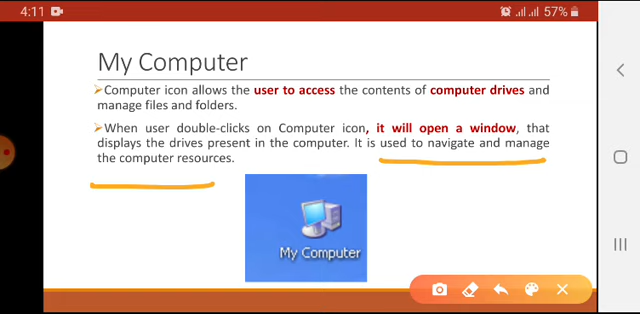 4:11
57%
My Computer
Computer icon allows the user to access the contents of computer drives and
manage files and folders.
When user double-clicks on Computer icon, it will open a window, that
displays the drives present in the computer. It is used to navigate and manage
the computer resources.
My Computer